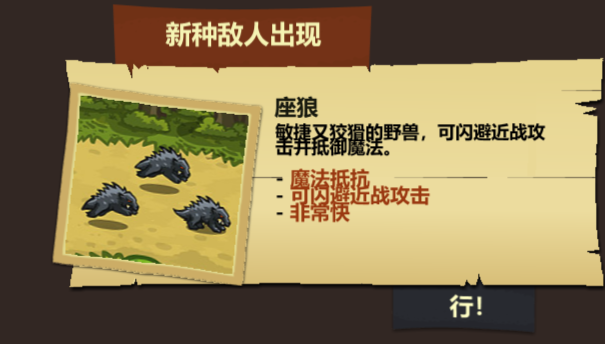 新种敌人出现
座狼
敏捷又狡猾的野兽，可闪避近战攻
击并抵御魔法。
- 魔法抵抗
- 可闪避近战攻击
- 非常快
行！